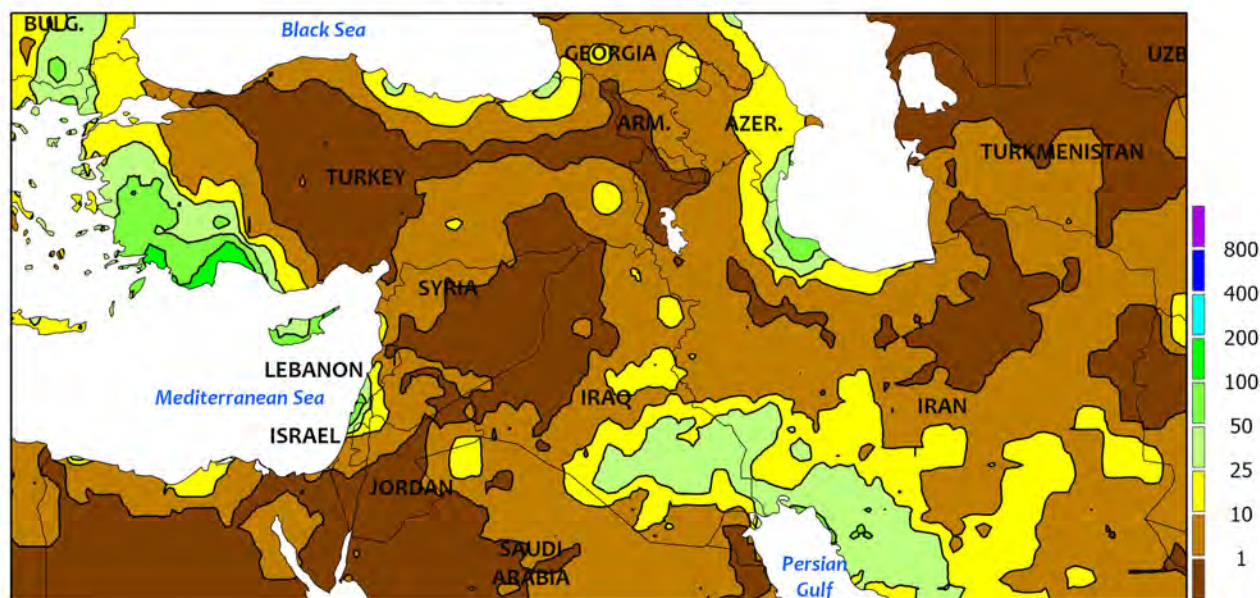 BULG.
Black Sea
GEORGIA
UZB
ARM.
AZER.
TURKMENISTAN
TURKEY
SYRIA
LEBANON
Mediterranean Sea
ISRAEL
IRAQ
IRAN
JORDAN
SAUDI
ARABIA
Persian
Gulf
800
400
200
100
50
25
10
1